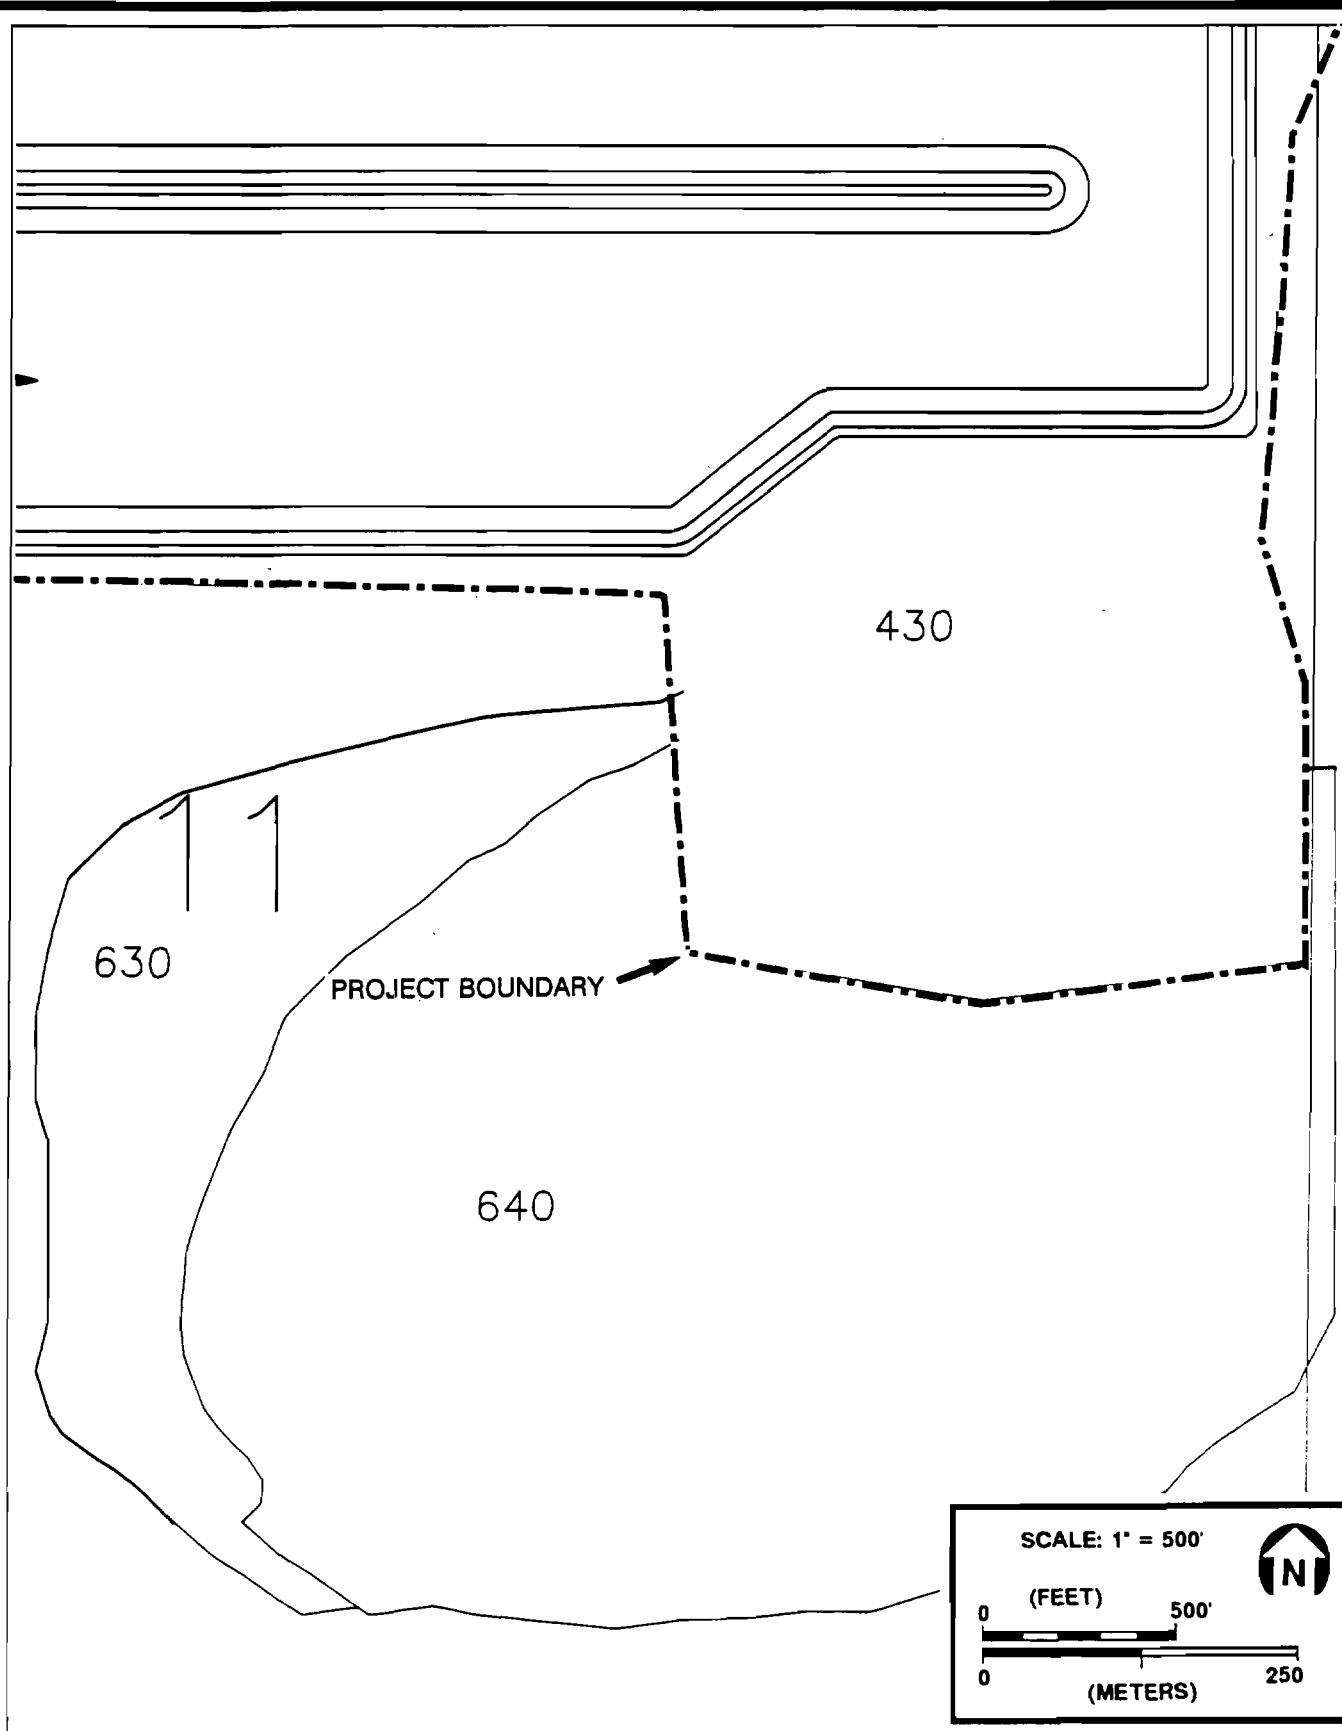 430
11
630
PROJECT BOUNDARY
640
SCALE: 1" = 500'
N
(FEET)
0 500'
0 250
(METERS)